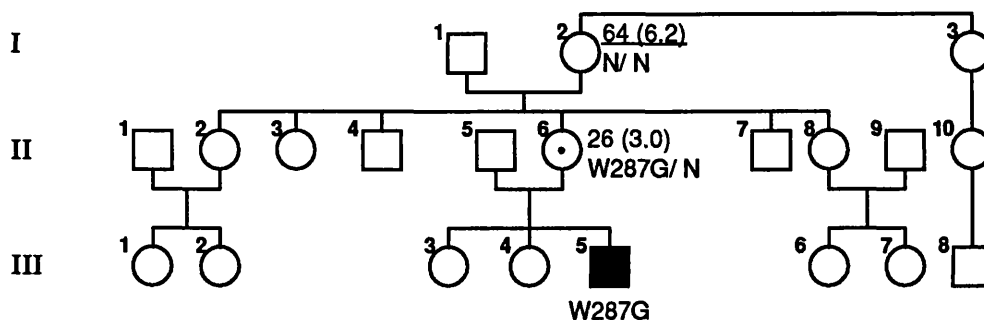 I 1 2 64 (6.2) 3
N/ N
II 1 2 3 4 5 6 26 (3.0) 7 8 9 10
W287G/ N
III 1 2 3 4 5 6 7 8
W287G